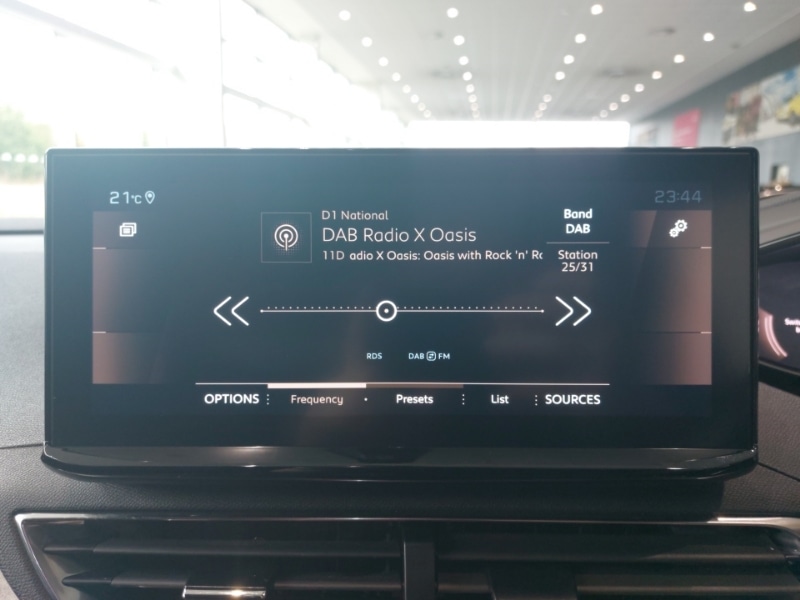 21°C
23:44
D1 National
DAB Radio X Oasis
11D adio X Oasis: Oasis with Rock 'n' Ro
Band
DAB
Station
25/31
RDS
DAB FM
OPTIONS
Frequency
Presets
List
SOURCES